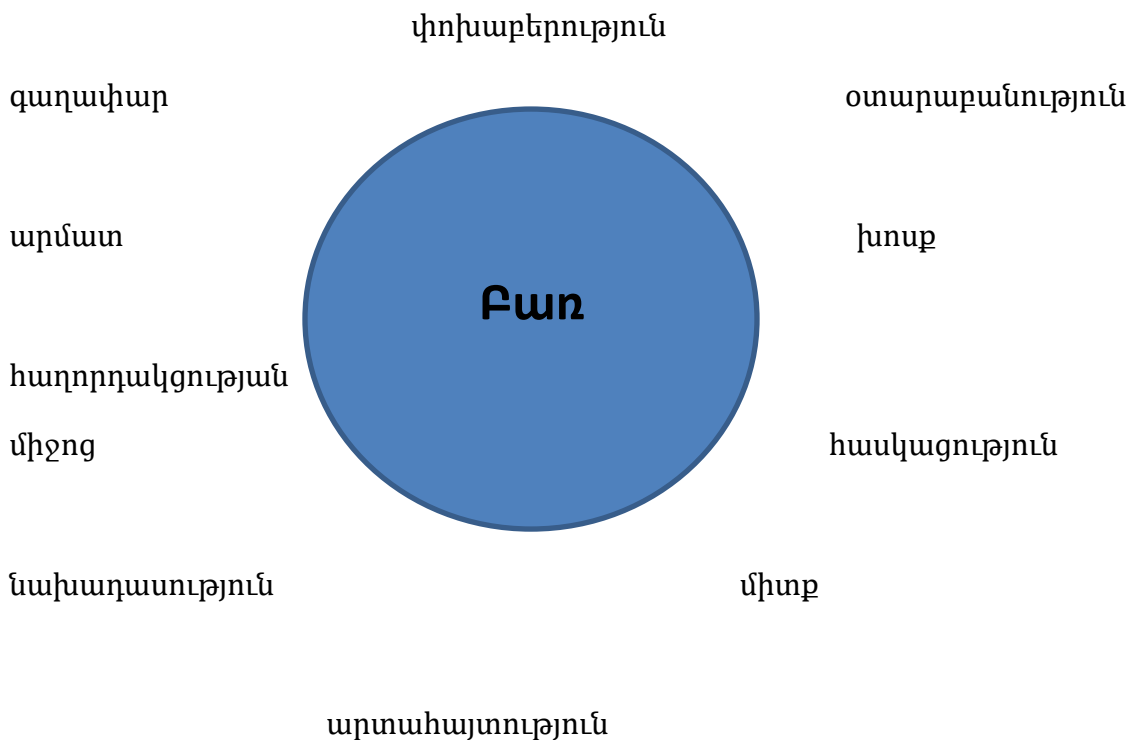 փոխաբերություն
գաղափար օտարաբանություն
արմատ խոսք
Բառ
հաղորդակցության
միջոց հասկացություն
նախադասություն միտք
արտահայտություն